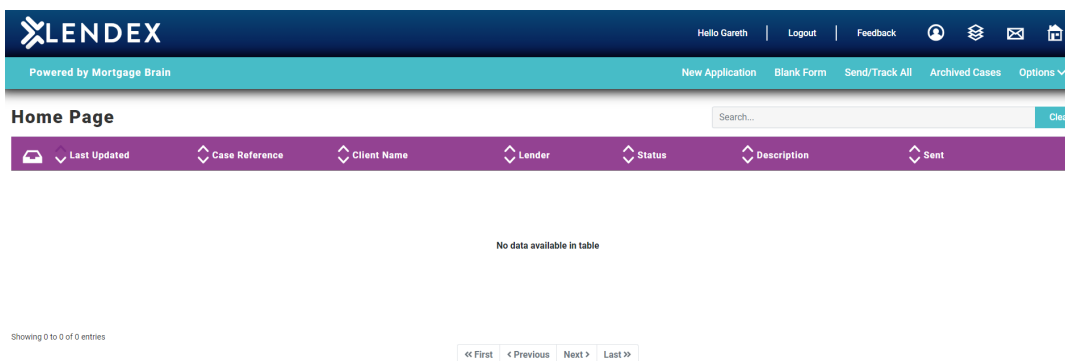 LENDEX
Hello Gareth | Logout | Feedback
Powered by Mortgage Brain
New Application Blank Form Send/Track All Archived Cases Options
Home Page
Search...
Last Updated Case Reference Client Name Lender Status Description Sent
No data available in table
Showing 0 to 0 of 0 entries
« First ‹ Previous Next › Last »